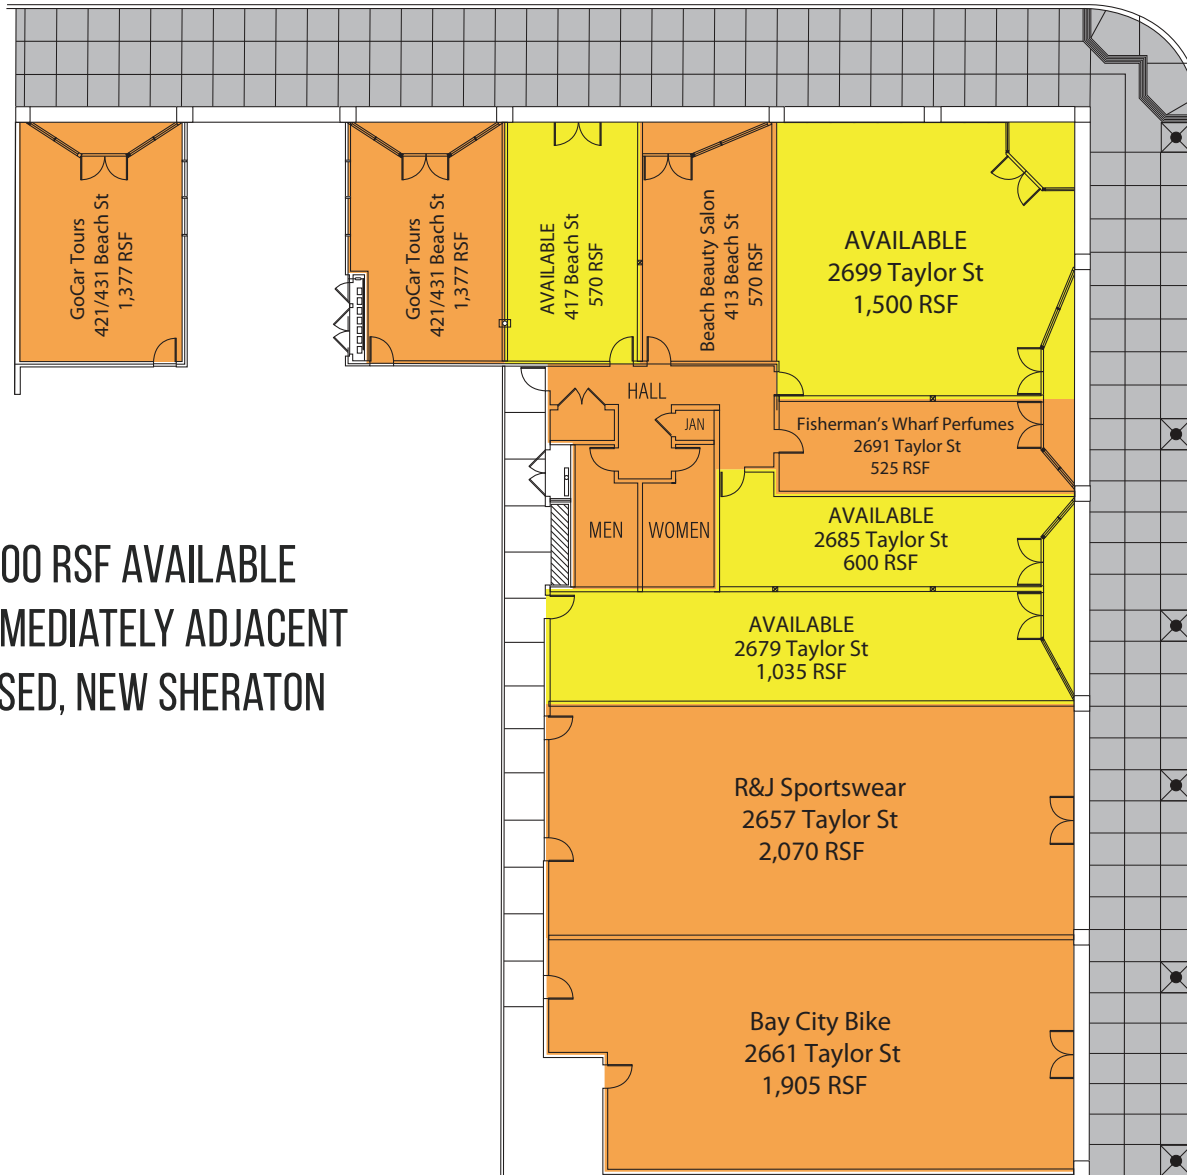 GoCar Tours
421/431 Beach St
1,377 RSF
GoCar Tours
421/431 Beach St
1,377 RSF
AVAILABLE
417 Beach St
570 RSF
Beach Beauty Salon
413 Beach St
570 RSF
AVAILABLE
2699 Taylor St
1,500 RSF
HALL
JAN
Fisherman's Wharf Perfumes
2691 Taylor St
525 RSF
MEN
WOMEN
AVAILABLE
2685 Taylor St
600 RSF
00 RSF AVAILABLE
MEDIATELY ADJACENT
SED, NEW SHERATON
AVAILABLE
2679 Taylor St
1,035 RSF
R&J Sportswear
2657 Taylor St
2,070 RSF
Bay City Bike
2661 Taylor St
1,905 RSF